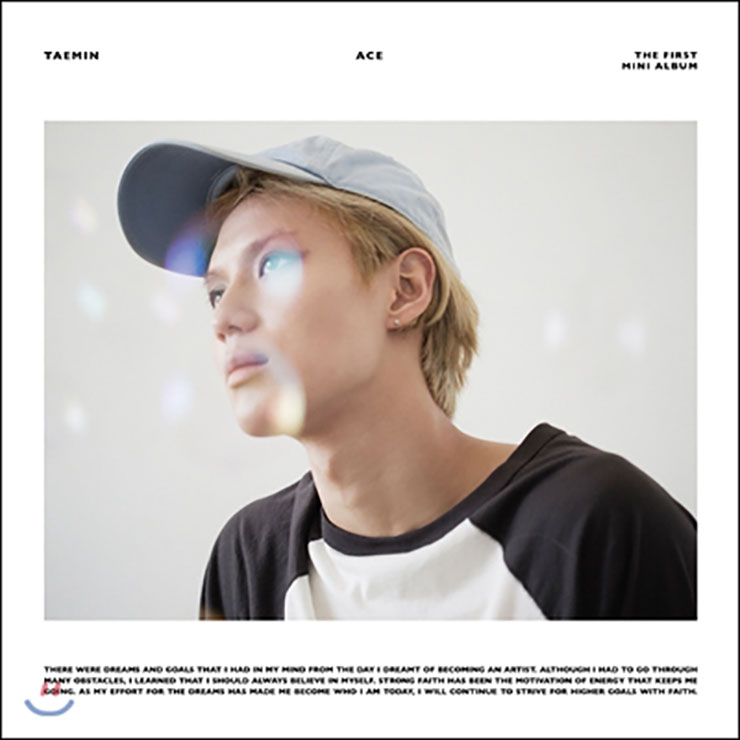 TAEMIN
ACE
THE FIRST
MINI ALBUM
THERE WERE DREAMS AND GOALS THAT I HAD IN MY MIND FROM THE DAY I DREAMT OF BECOMING AN ARTIST. ALTHOUGH I HAD TO GO THROUGH
MANY OBSTACLES, I LEARNED THAT I SHOULD ALWAYS BELIEVE IN MYSELF. STRONG FAITH HAS BEEN THE MOTIVATION OF ENERGY THAT KEEPS ME
GOING. AS MY EFFORT FOR THE DREAMS HAS MADE ME BECOME WHO I AM TODAY, I WILL CONTINUE TO STRIVE FOR HIGHER GOALS WITH FAITH.